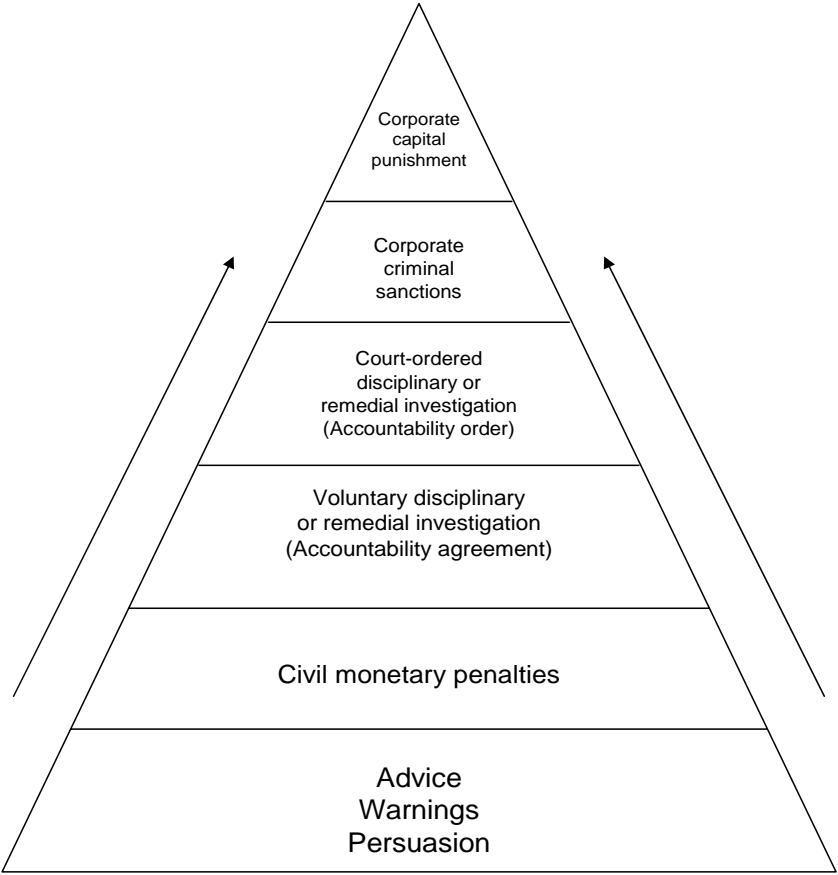 Corporate
capital
punishment
Corporate
criminal
sanctions
Court-ordered
disciplinary or
remedial investigation
(Accountability order)
Voluntary disciplinary
or remedial investigation
(Accountability agreement)
Civil monetary penalties
Advice
Warnings
Persuasion